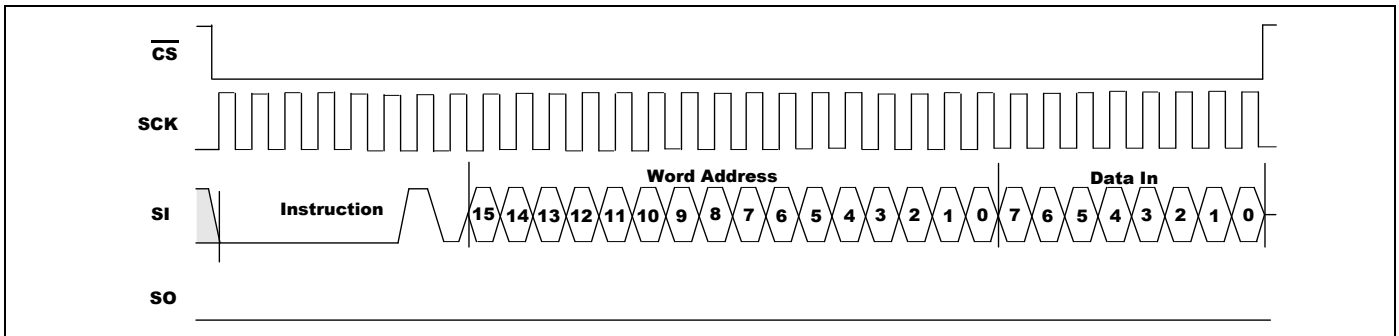 CS
SCK
Word Address
Data In
SI
Instruction
15 14 13 12 11 10 9 8 7 6 5 4 3 2 1 0 7 6 5 4 3 2 1 0
SO